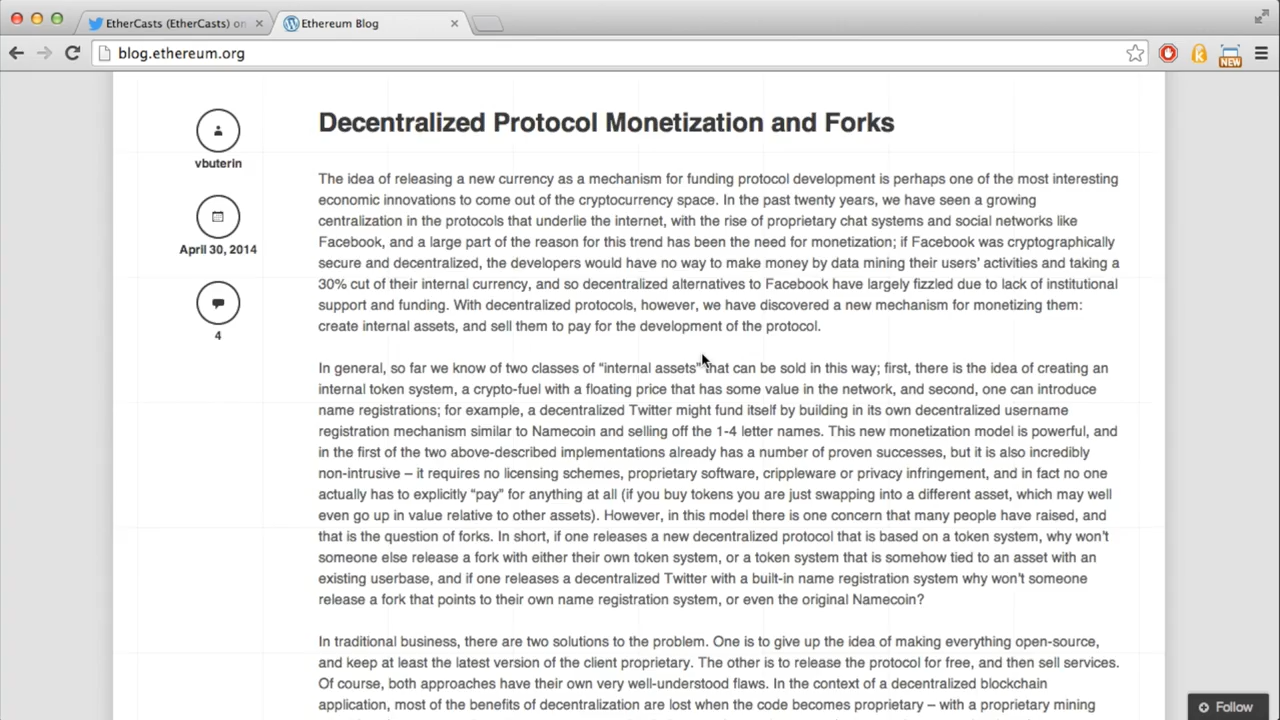 EtherCasts (EtherCasts) on
Ethereum Blog
blog.ethereum.org
NEW
Decentralized Protocol Monetization and Forks
vbuterin
April 30, 2014
4
The idea of releasing a new currency as a mechanism for funding protocol development is perhaps one of the most interesting
economic innovations to come out of the cryptocurrency space. In the past twenty years, we have seen a growing
centralization in the protocols that underlie the internet, with the rise of proprietary chat systems and social networks like
Facebook, and a large part of the reason for this trend has been the need for monetization; if Facebook was cryptographically
secure and decentralized, the developers would have no way to make money by data mining their users’ activities and taking a
30% cut of their internal currency, and so decentralized alternatives to Facebook have largely fizzled due to lack of institutional
support and funding. With decentralized protocols, however, we have discovered a new mechanism for monetizing them:
create internal assets, and sell them to pay for the development of the protocol.
In general, so far we know of two classes of “internal assets” that can be sold in this way; first, there is the idea of creating an
internal token system, a crypto-fuel with a floating price that has some value in the network, and second, one can introduce
name registrations; for example, a decentralized Twitter might fund itself by building in its own decentralized username
registration mechanism similar to Namecoin and selling off the 1-4 letter names. This new monetization model is powerful, and
in the first of the two above-described implementations already has a number of proven successes, but it is also incredibly
non-intrusive – it requires no licensing schemes, proprietary software, crippleware or privacy infringement, and in fact no one
actually has to explicitly “pay” for anything at all (if you buy tokens you are just swapping into a different asset, which may well
even go up in value relative to other assets). However, in this model there is one concern that many people have raised, and
that is the question of forks. In short, if one releases a new decentralized protocol that is based on a token system, why won’t
someone else release a fork with either their own token system, or a token system that is somehow tied to an asset with an
existing userbase, and if one releases a decentralized Twitter with a built-in name registration system why won’t someone
release a fork that points to their own name registration system, or even the original Namecoin?
In traditional business, there are two solutions to the problem. One is to give up the idea of making everything open-source,
and keep at least the latest version of the client proprietary. The other is to release the protocol for free, and then sell services.
Of course, both approaches have their own very well-understood flaws. In the context of a decentralized blockchain
application, most of the benefits of decentralization are lost when the code becomes proprietary – with a proprietary mining
Follow